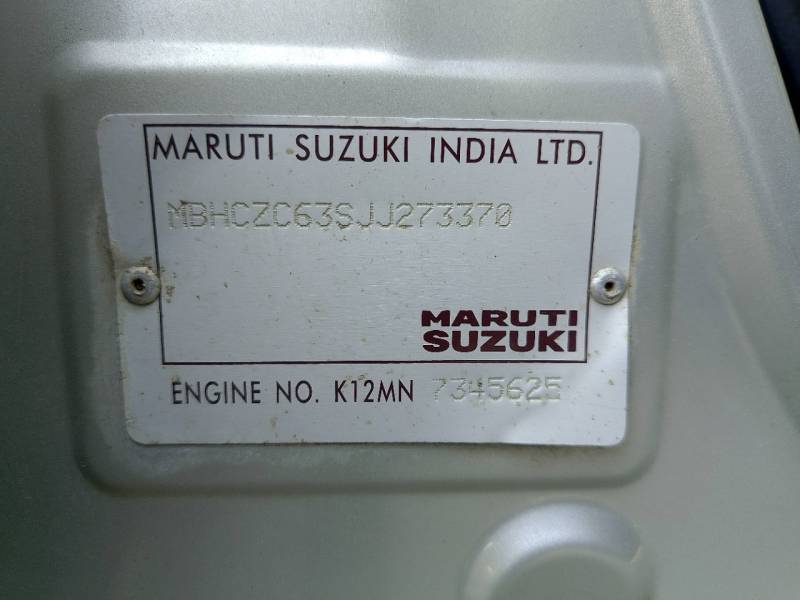 MARUTI SUZUKI INDIA LTD.
MBHCZC63SJJ273370
MARUTI
SUZUKI
ENGINE NO. K12MN 7345625